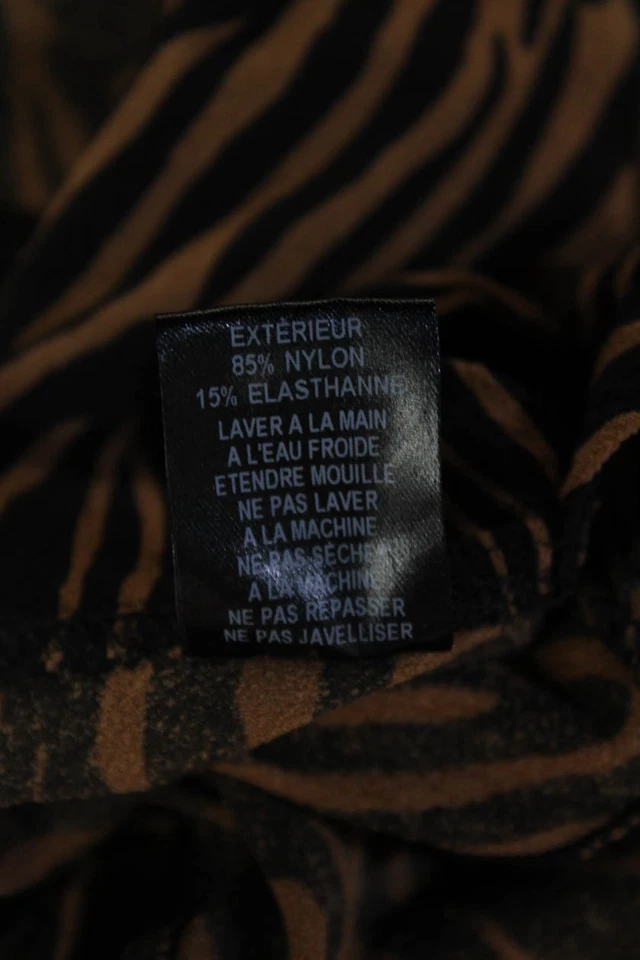 EXTÉRIEUR
85% NYLON
15% ELASTHANNE
LAVER A LA MAIN
A L'EAU FROIDE
ETENDRE MOUILLE
NE PAS LAVER
A LA MACHINE
NE PAS SÉCHER
A LA MACHINE
NE PAS REPASSER
NE PAS JAVELLISER